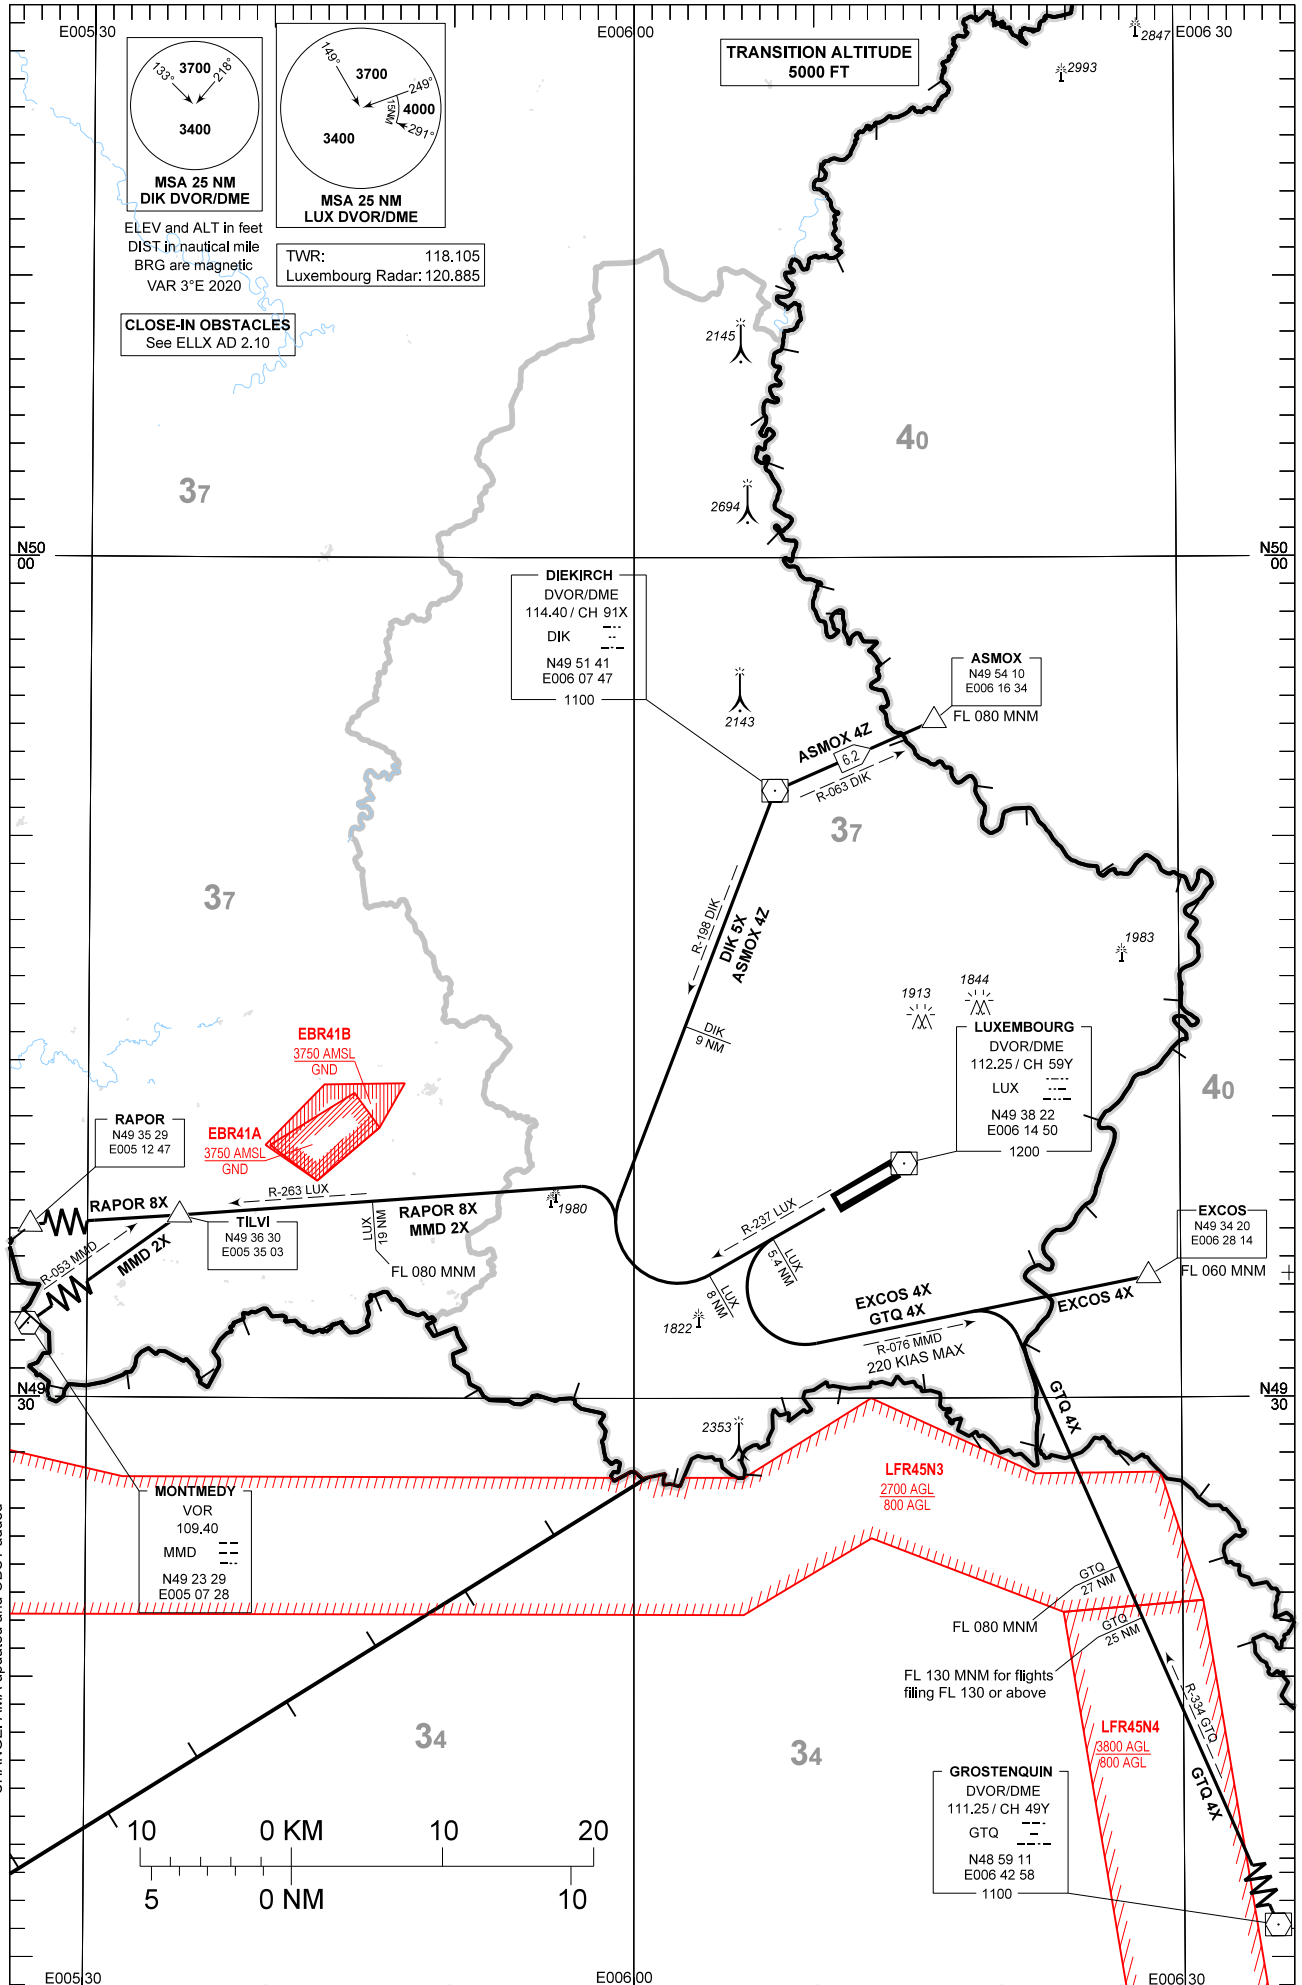 E005 30
E006 00
E006 30
133°
3700
218°
3400
MSA 25 NM
DIK DVOR/DME
149°
3700
249°
15NM
4000
291°
3400
MSA 25 NM
LUX DVOR/DME
TRANSITION ALTITUDE
5000 FT
2847
2993
ELEV and ALT in feet
DIST in nautical mile
BRG are magnetic
VAR 3°E 2020
TWR: 118.105
Luxembourg Radar: 120.885
CLOSE-IN OBSTACLES
See ELLX AD 2.10
2145
40
37
2694
N50
00
N50
00
DIEKIRCH
DVOR/DME
114.40 / CH 91X
DIK
N49 51 41
E006 07 47
1100
ASMOX
N49 54 10
E006 16 34
FL 080 MNM
2143
ASMOX 4Z
6.2
R-063 DIK
37
37
R-198 DIK
DIK 5X
ASMOX 4Z
1983
1913
1844
DIK
9 NM
EBR41B
3750 AMSL
GND
LUXEMBOURG
DVOR/DME
112.25 / CH 59Y
LUX
N49 38 22
E006 14 50
1200
40
RAPOR
N49 35 29
E005 12 47
EBR41A
3750 AMSL
GND
R-263 LUX
RAPOR 8X
RAPOR 8X
MMD 2X
1980
TILVI
N49 36 30
E005 35 03
LUX
19 NM
FL 080 MNM
R-053 MMD
MMD 2X
R-237 LUX
LUX
5.4 NM
LUX
8 NM
EXCOS
N49 34 20
E006 28 14
FL 060 MNM
EXCOS 4X
GTQ 4X
EXCOS 4X
1822
R-076 MMD
220 KIAS MAX
N49
30
N49
30
GTQ 4X
2353
LFR45N3
2700 AGL
800 AGL
MONTMEDY
VOR
109.40
MMD
N49 23 29
E005 07 28
GTQ
27 NM
FL 080 MNM
GTQ
25 NM
FL 130 MNM for flights
filing FL 130 or above
R-334 GTQ
34
34
LFR45N4
3800 AGL
800 AGL
GROSTENQUIN
DVOR/DME
111.25 / CH 49Y
GTQ
N48 59 11
E006 42 58
1100
GTQ 4X
10 0 KM 10 20
5 0 NM 10
E005 30
E006 00
E006 30